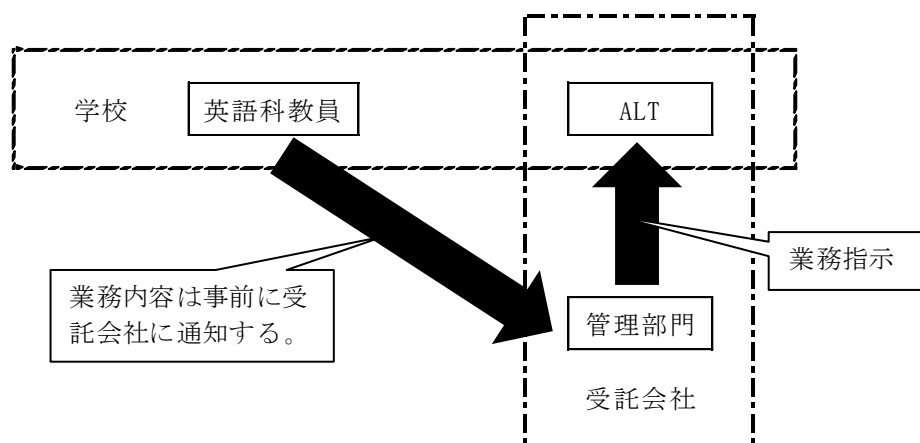 学校
英語科教員
ALT
業務内容は事前に受
託会社に通知する。
業務指示
管理部門
受託会社